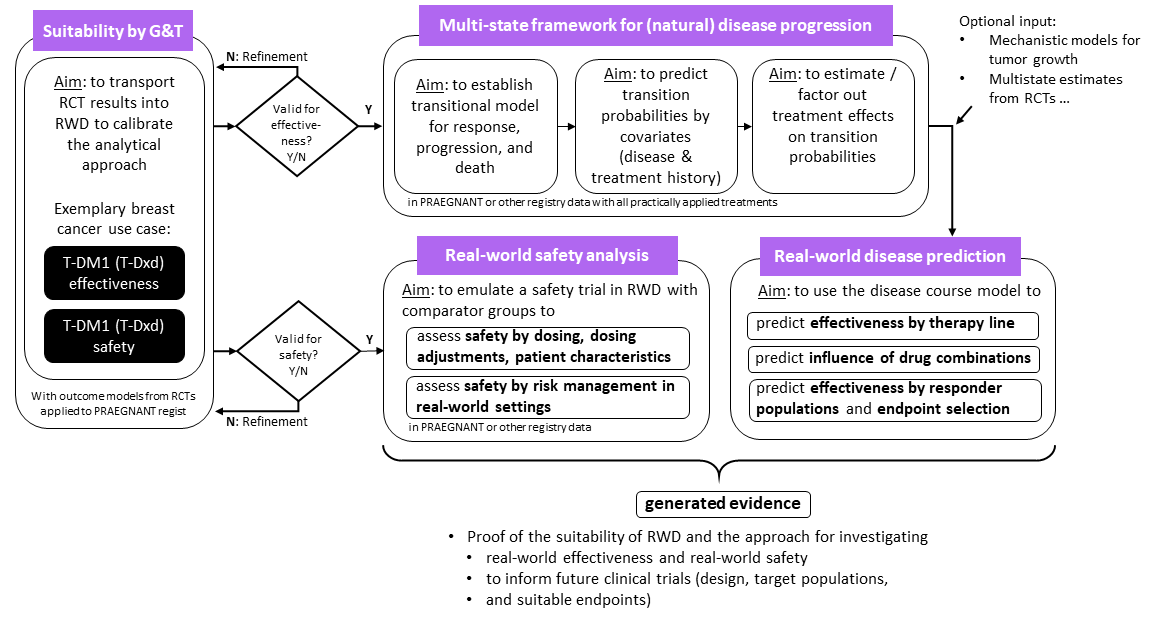 Suitability by G&T
Aim: to transport
RCT results into
RWD to calibrate
the analytical
approach
Exemplary breast
cancer use case:
T-DM1 (T-Dxd)
effectiveness
T-DM1 (T-Dxd)
safety
With outcome models from RCTs
applied to PRAEGNANT regist
N: Refinement
Valid for
effective-
ness?
Y/N
Y
Valid for
safety?
Y/N
Y
N: Refinement
Multi-state framework for (natural) disease progression
Aim: to establish
transitional model
for response,
progression, and
death
Aim: to predict
transition
probabilities by
covariates
(disease &
treatment history)
Aim: to estimate /
factor out
treatment effects
on transition
probabilities
in PRAEGNANT or other registry data with all practically applied treatments
Optional input:
• Mechanistic models for
tumor growth
• Multistate estimates
from RCTs ...
Real-world safety analysis
Aim: to emulate a safety trial in RWD with
comparator groups to
assess safety by dosing, dosing
adjustments, patient characteristics
assess safety by risk management in
real-world settings
in PRAEGNANT or other registry data
Real-world disease prediction
Aim: to use the disease course model to
predict effectiveness by therapy line
predict influence of drug combinations
predict effectiveness by responder
populations and endpoint selection
generated evidence
• Proof of the suitability of RWD and the approach for investigating
• real-world effectiveness and real-world safety
• to inform future clinical trials (design, target populations,
• and suitable endpoints)